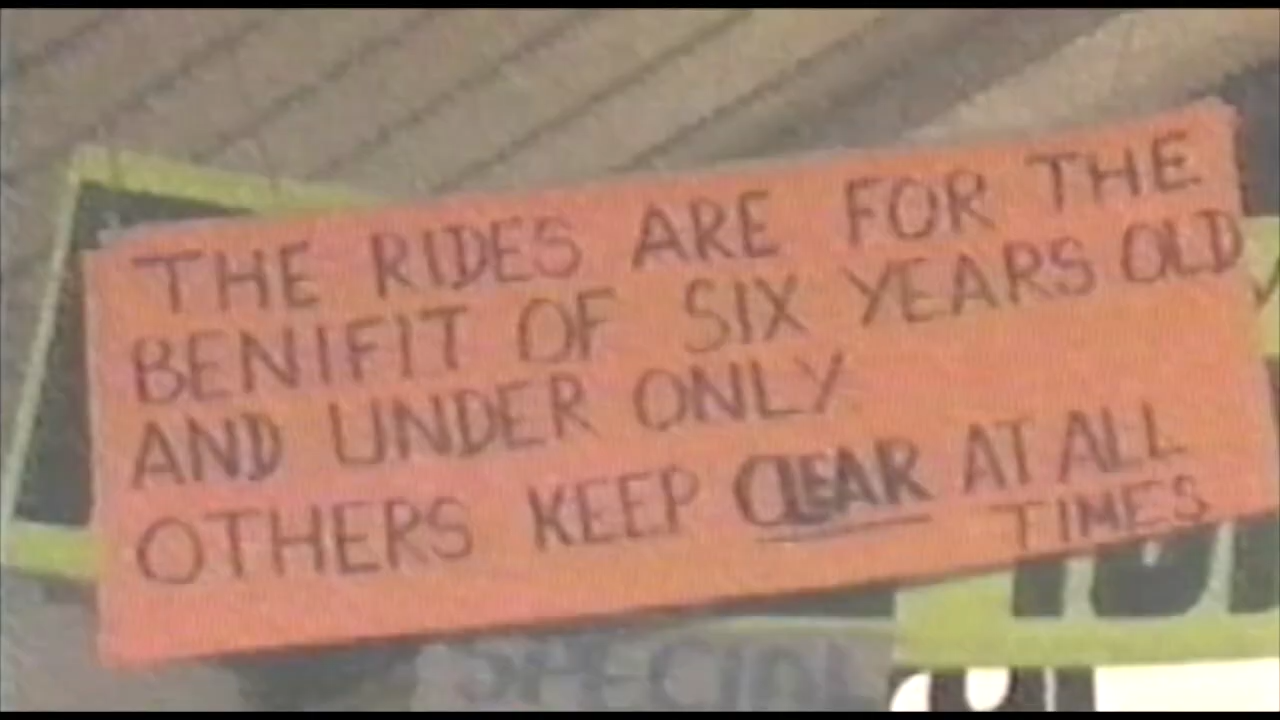 THE RIDES ARE FOR THE
BENIFIT OF SIX YEARS OLD
AND UNDER ONLY
OTHERS KEEP CLEAR AT ALL
TIMES
SPECIAL